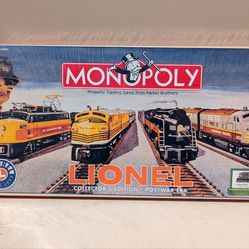 MONOPOLY
Property Trading Game from Parker Brothers
LIONEL
COLLECTOR'S EDITION - POSTWAR ERA